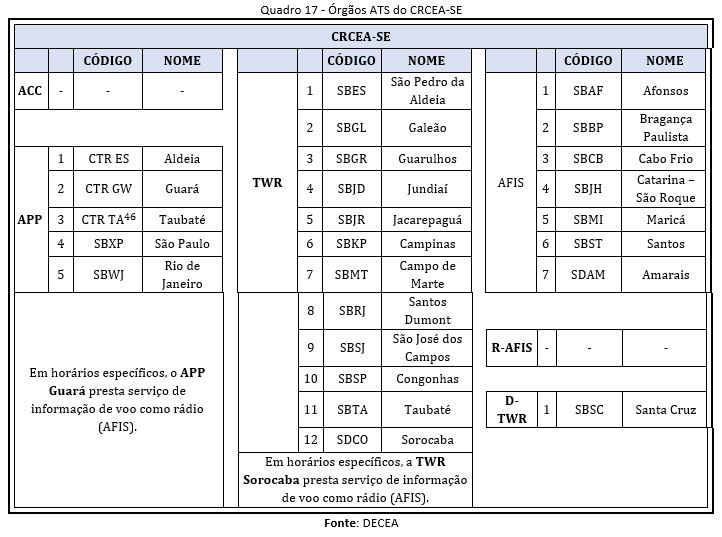 Quadro 17 - Órgãos ATS do CRCEA-SE
CRCEA-SE
CÓDIGO NOME
ACC - - -
APP
1 CTR ES Aldeia
2 CTR GW Guará
3 CTR TA46 Taubaté
4 SBXP São Paulo
5 SBWJ Rio de
Janeiro
Em horários específicos, o APP
Guará presta serviço de
informação de voo como rádio
(AFIS).
CÓDIGO NOME
TWR
1 SBES São Pedro da
Aldeia
2 SBGL Galeão
3 SBGR Guarulhos
4 SBJD Jundiaí
5 SBJR Jacarepaguá
6 SBKP Campinas
7 SBMT Campo de
Marte
8 SBRJ Santos
Dumont
9 SBSJ São José dos
Campos
10 SBSP Congonhas
11 SBTA Taubaté
12 SDCO Sorocaba
Em horários específicos, a TWR
Sorocaba presta serviço de informação
de voo como rádio (AFIS).
CÓDIGO NOME
AFIS
1 SBAF Afonsos
2 SBBP Bragança
Paulista
3 SBCB Cabo Frio
4 SBJH Catarina –
São Roque
5 SBMI Maricá
6 SBST Santos
7 SDAM Amarais
R-AFIS - - -
D-
TWR
1 SBSC Santa Cruz
Fonte: DECEA